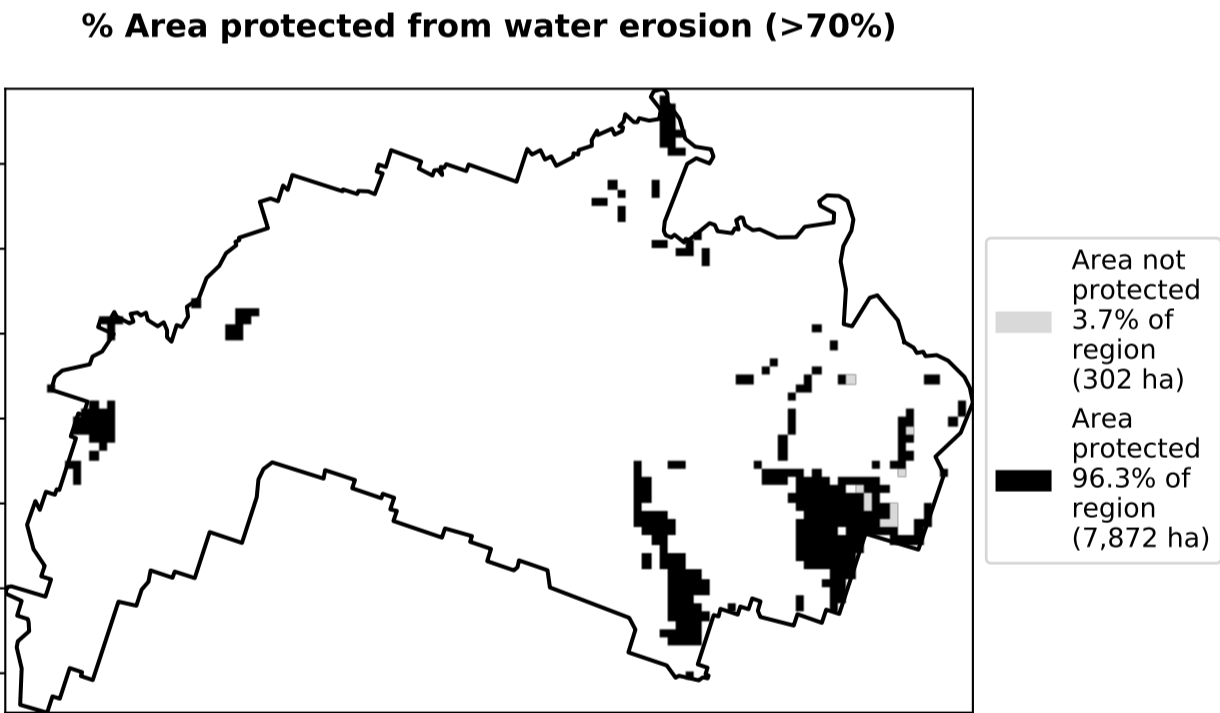 % Area protected from water erosion (>70%)
Area not
protected
3.7% of
region
(302 ha)
Area
protected
96.3% of
region
(7,872 ha)